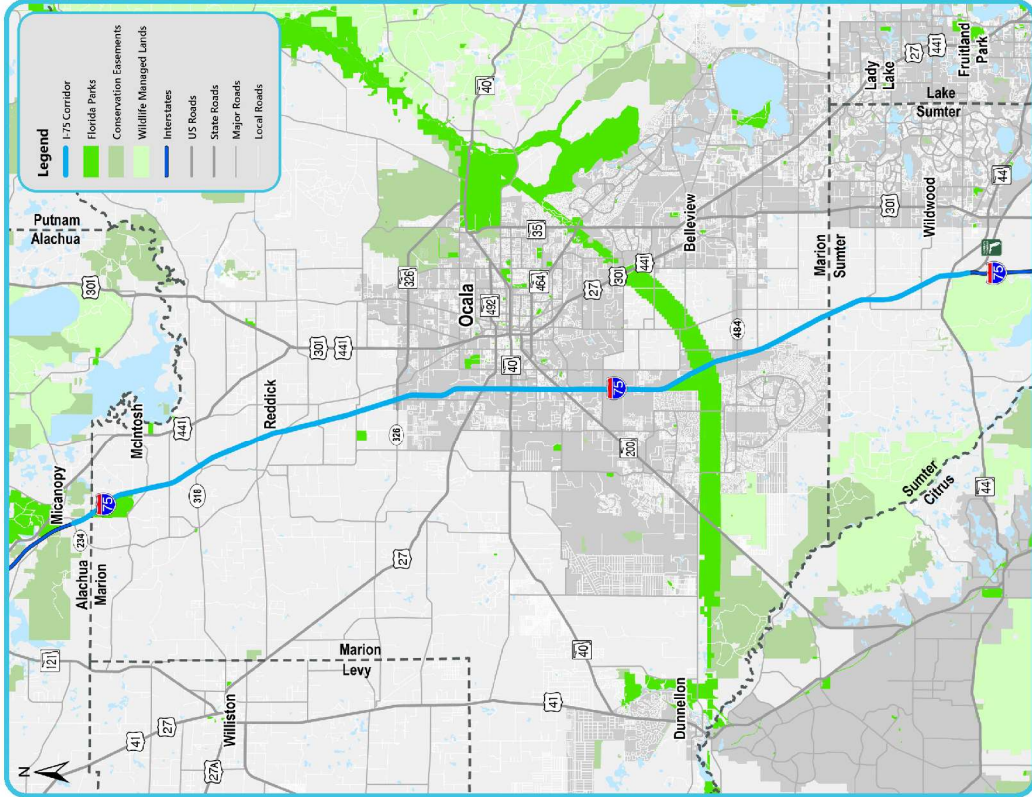 Legend
I-75 Corridor
Florida Parks
Conservation Easements
Wildlife Managed Lands
Interstates
US Roads
State Roads
Major Roads
Local Roads
N
41
27
27A
121
Williston
Marion
Levy
Alachua
Marion
234
Micanopy
75
McIntosh
441
318
Reddick
Putnam
Alachua
301
301
441
326
326
27
40
Ocala
492
40
464
35
40
27
301
441
200
75
41
40
Dunnellon
484
Belleview
Marion
Sumter
Sumter
Citrus
44
Lady
Lake
27
441
Fruitland
Park
Lake
Sumter
301
Wildwood
44
75